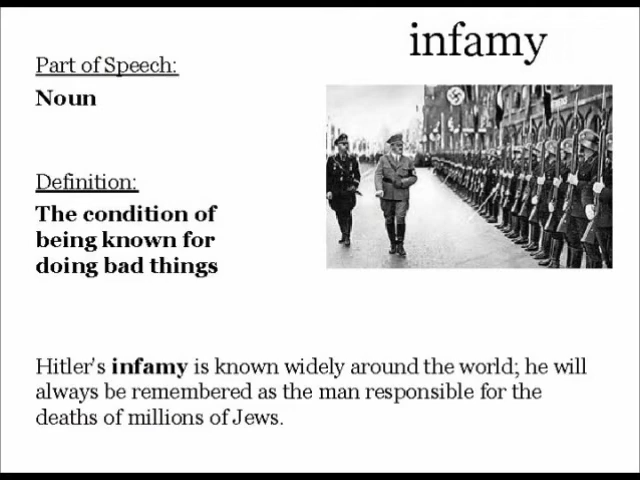 infamy
Part of Speech:
Noun
Definition:
The condition of
being known for
doing bad things
Hitler's infamy is known widely around the world; he will
always be remembered as the man responsible for the
deaths of millions of Jews.